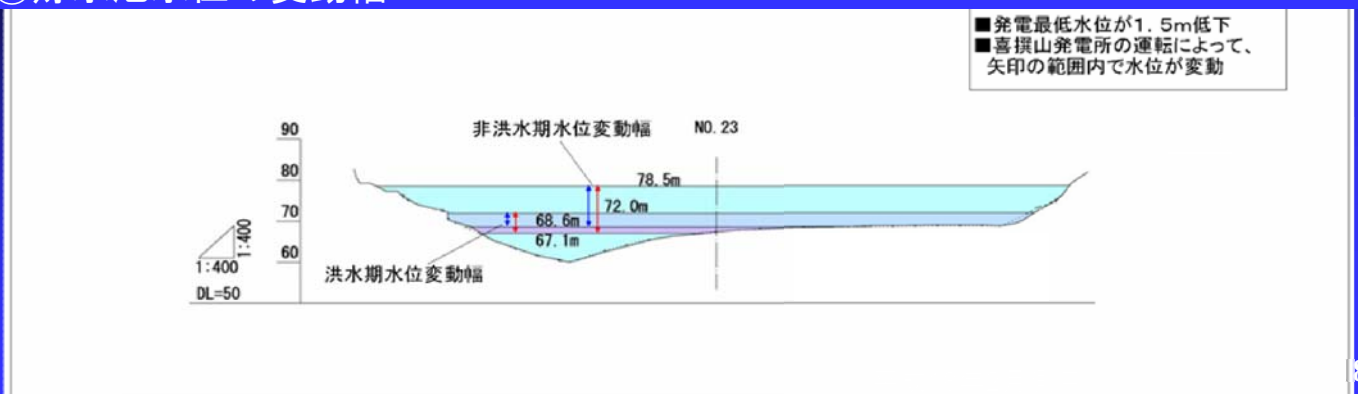 ■発電最低水位が1.5m低下
■喜撰山発電所の運転によって、
矢印の範囲内で水位が変動
非洪水期水位変動幅
NO.23
90
80
70
60
78.5m
72.0m
68.6m
67.1m
1:400
1:400
洪水期水位変動幅
DL=50